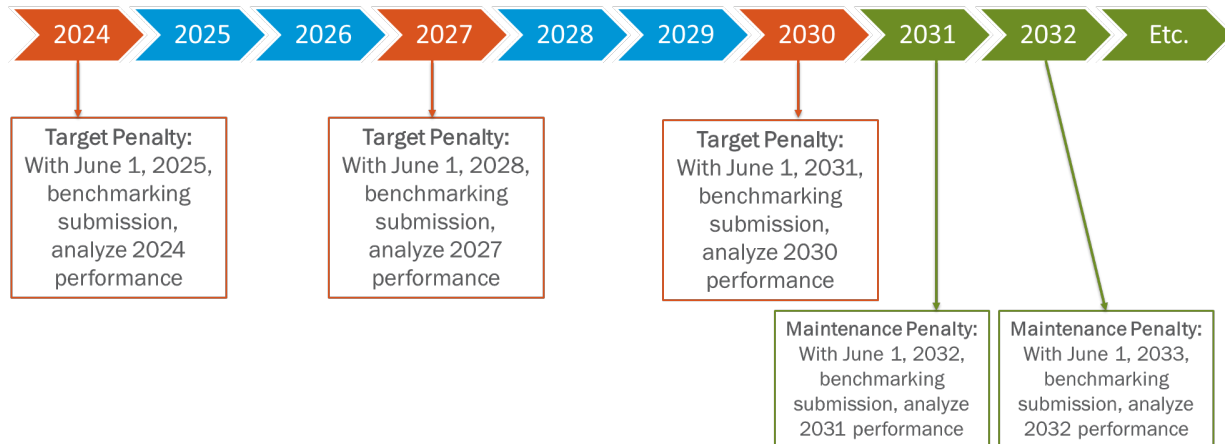 2024 2025 2026 2027 2028 2029 2030 2031 2032 Etc.
Target Penalty:
With June 1, 2025,
benchmarking
submission,
analyze 2024
performance
Target Penalty:
With June 1, 2028,
benchmarking
submission,
analyze 2027
performance
Target Penalty:
With June 1, 2031,
benchmarking
submission,
analyze 2030
performance
Maintenance Penalty:
With June 1, 2032,
benchmarking
submission, analyze
2031 performance
Maintenance Penalty:
With June 1, 2033,
benchmarking
submission, analyze
2032 performance